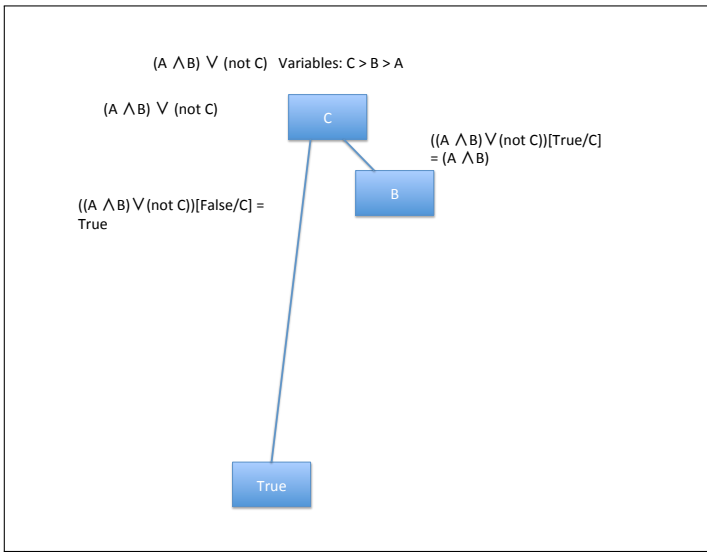 (A ∧ B) ∨ (not C) Variables: C > B > A
(A ∧ B) ∨ (not C)
C
((A ∧ B) ∨ (not C))[True/C]
= (A ∧ B)
B
((A ∧ B) ∨ (not C))[False/C] =
True
True